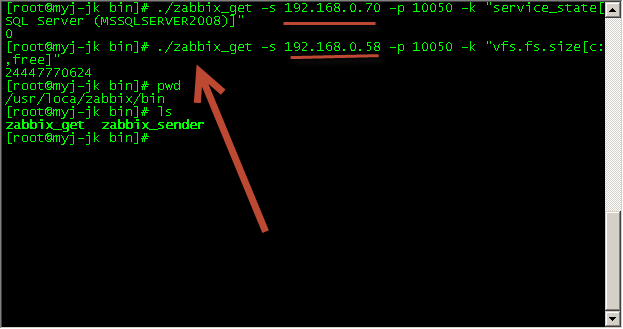 [root@myj-jk bin]# ./zabbix_get -s 192.168.0.70 -p 10050 -k "service_state[
SQL Server (MSSQLSERVER2008)]"
0
[root@myj-jk bin]# ./zabbix_get -s 192.168.0.58 -p 10050 -k "vfs.fs.size[c:
,free]"
24447770624
[root@myj-jk bin]# pwd
/usr/loca/zabbix/bin
[root@myj-jk bin]# ls
zabbix_get  zabbix_sender
[root@myj-jk bin]#